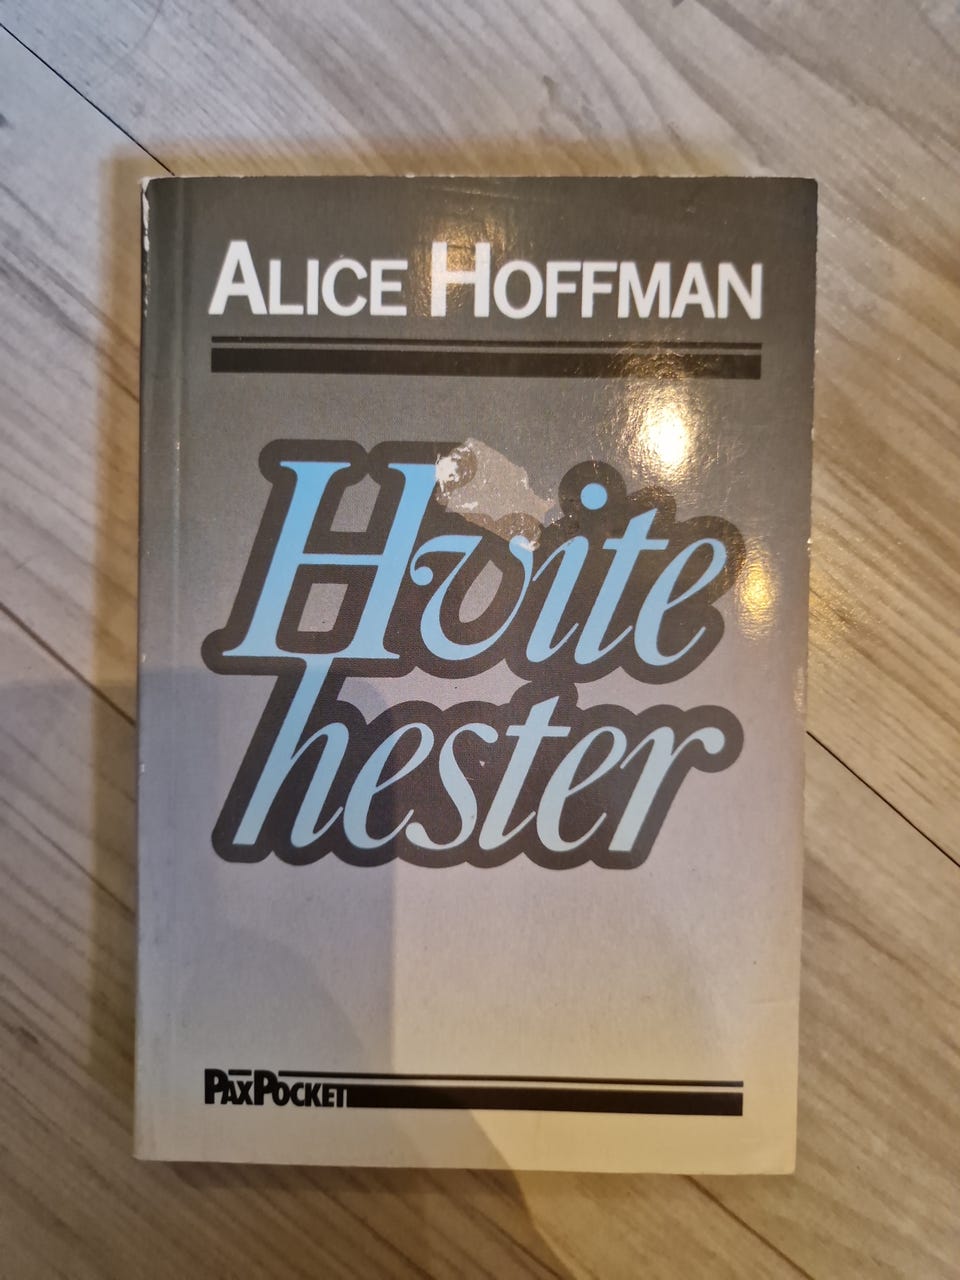 ALICE HOFFMAN
Hvite
hester
PAXPOCKET